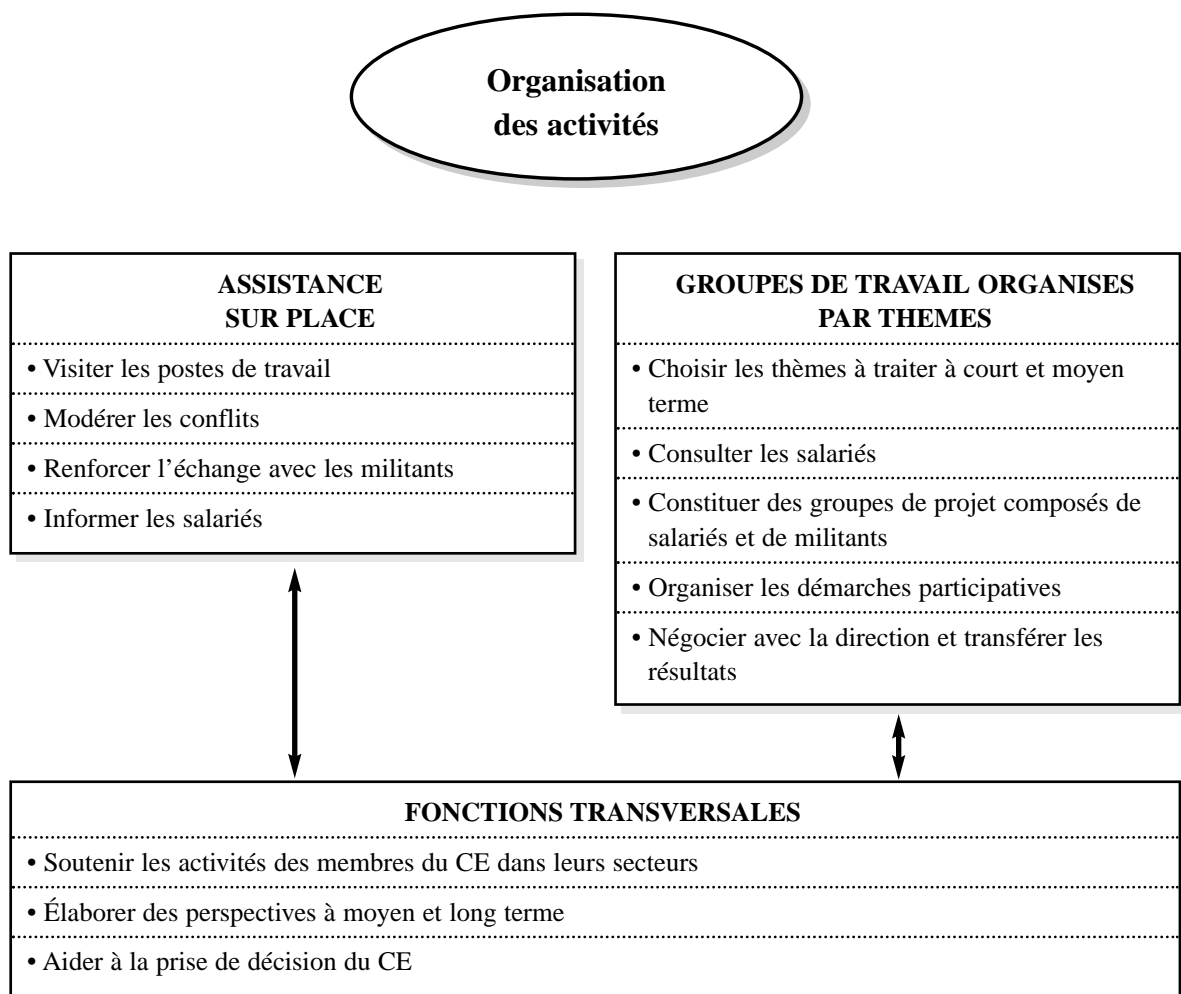 Organisation
des activités
ASSISTANCE
SUR PLACE
• Visiter les postes de travail
• Modérer les conflits
• Renforcer l'échange avec les militants
• Informer les salariés
GROUPES DE TRAVAIL ORGANISES
PAR THEMES
• Choisir les thèmes à traiter à court et moyen
terme
• Consulter les salariés
• Constituer des groupes de projet composés de
salariés et de militants
• Organiser les démarches participatives
• Négocier avec la direction et transférer les
résultats
FONCTIONS TRANSVERSALES
• Soutenir les activités des membres du CE dans leurs secteurs
• Élaborer des perspectives à moyen et long terme
• Aider à la prise de décision du CE